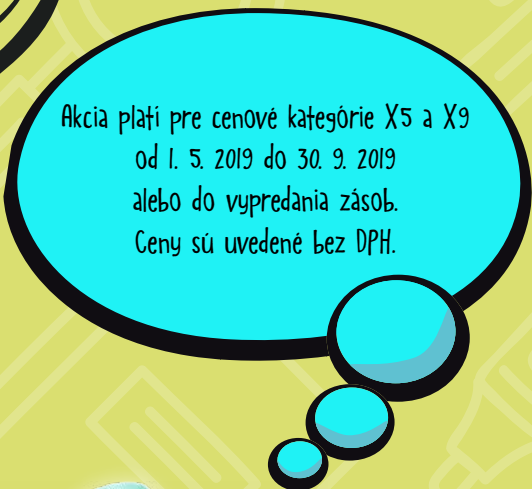 Akcia platí pre cenové kategórie X5 a X9
od 1. 5. 2019 do 30. 9. 2019
alebo do vypredania zásob.
Ceny sú uvedené bez DPH.